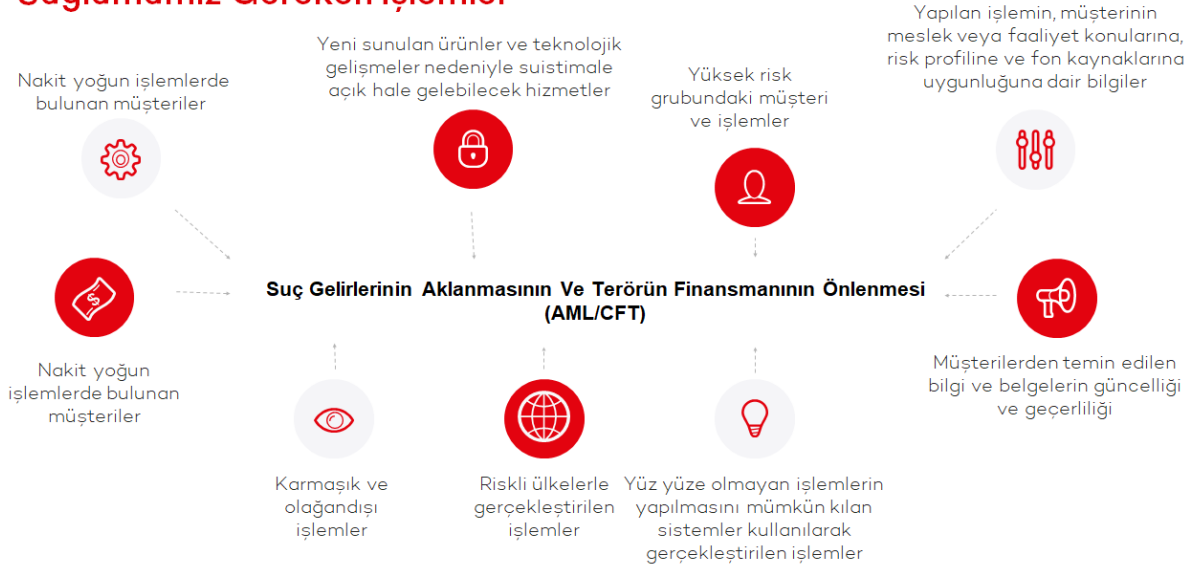 Sağlamamız Gereken İşlemler
Nakit yoğun işlemlerde
bulunan müşteriler
Yeni sunulan ürünler ve teknolojik
gelişmeler nedeniyle suistimale
açık hale gelebilecek hizmetler
Yüksek risk
grubundaki müşteri
ve işlemler
Yapılan işlemin, müşterinin
meslek veya faaliyet konularına,
risk profiline ve fon kaynaklarına
uygunluğuna dair bilgiler
Suç Gelirlerinin Aklanmasının Ve Terörün Finansmanının Önlenmesi
(AML/CFT)
Nakit yoğun
işlemlerde bulunan
müşteriler
Karmaşık ve
olağandışı
işlemler
Riskli ülkelerle
gerçekleştirilen
işlemler
Yüz yüze olmayan işlemlerin
yapılmasını mümkün kılan
sistemler kullanılarak
gerçekleştirilen işlemler
Müşterilerden temin edilen
bilgi ve belgelerin güncelliği
ve geçerliliği